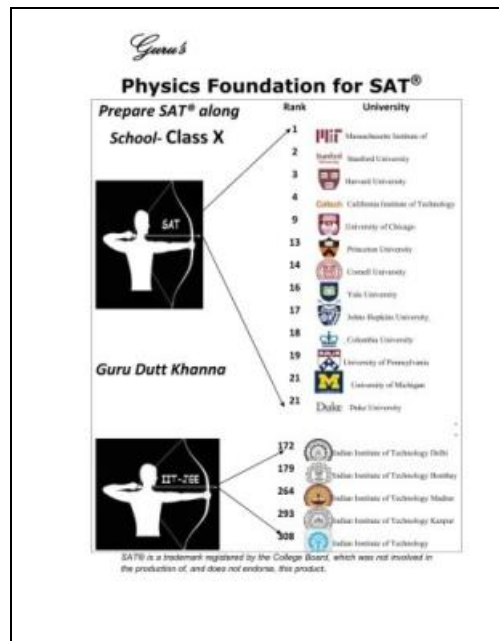 Guru's
Physics Foundation for SAT®
Prepare SAT® along
School- Class X
Rank University
1 MIT Massachusetts Institute of
2 Stanford University Stanford University
3 Harvard University
4 Caltech California Institute of Technology
9 University of Chicago
13 Princeton University
14 Cornell University
16 Yale University
17 Johns Hopkins University,
18 Columbia University
19 University of Pennsylvania
21 M University of Michigan
21 Duke Duke University
SAT
Guru Dutt Khanna
172 Indian Institute of Technology Delhi
179 Indian Institute of Technology Bombay
264 Indian Institute of Technology Madras
293 Indian Institute of Technology Kanpur
308 Indian Institute of Technology
IIT-JEE
SAT® is a trademark registered by the College Board, which was not involved in
the production of, and does not endorse, this product.